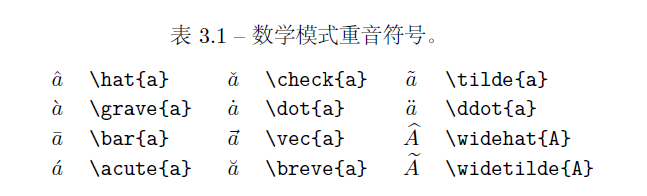 表 3.1 – 数学模式重音符号。
â \hat{a} ǎ \check{a} ã \tilde{a}
à \grave{a} ȧ \dot{a} ä \ddot{a}
ā \bar{a} a⃗ \vec{a} Â \widehat{A}
á \acute{a} ă \breve{a} Ã \widetilde{A}